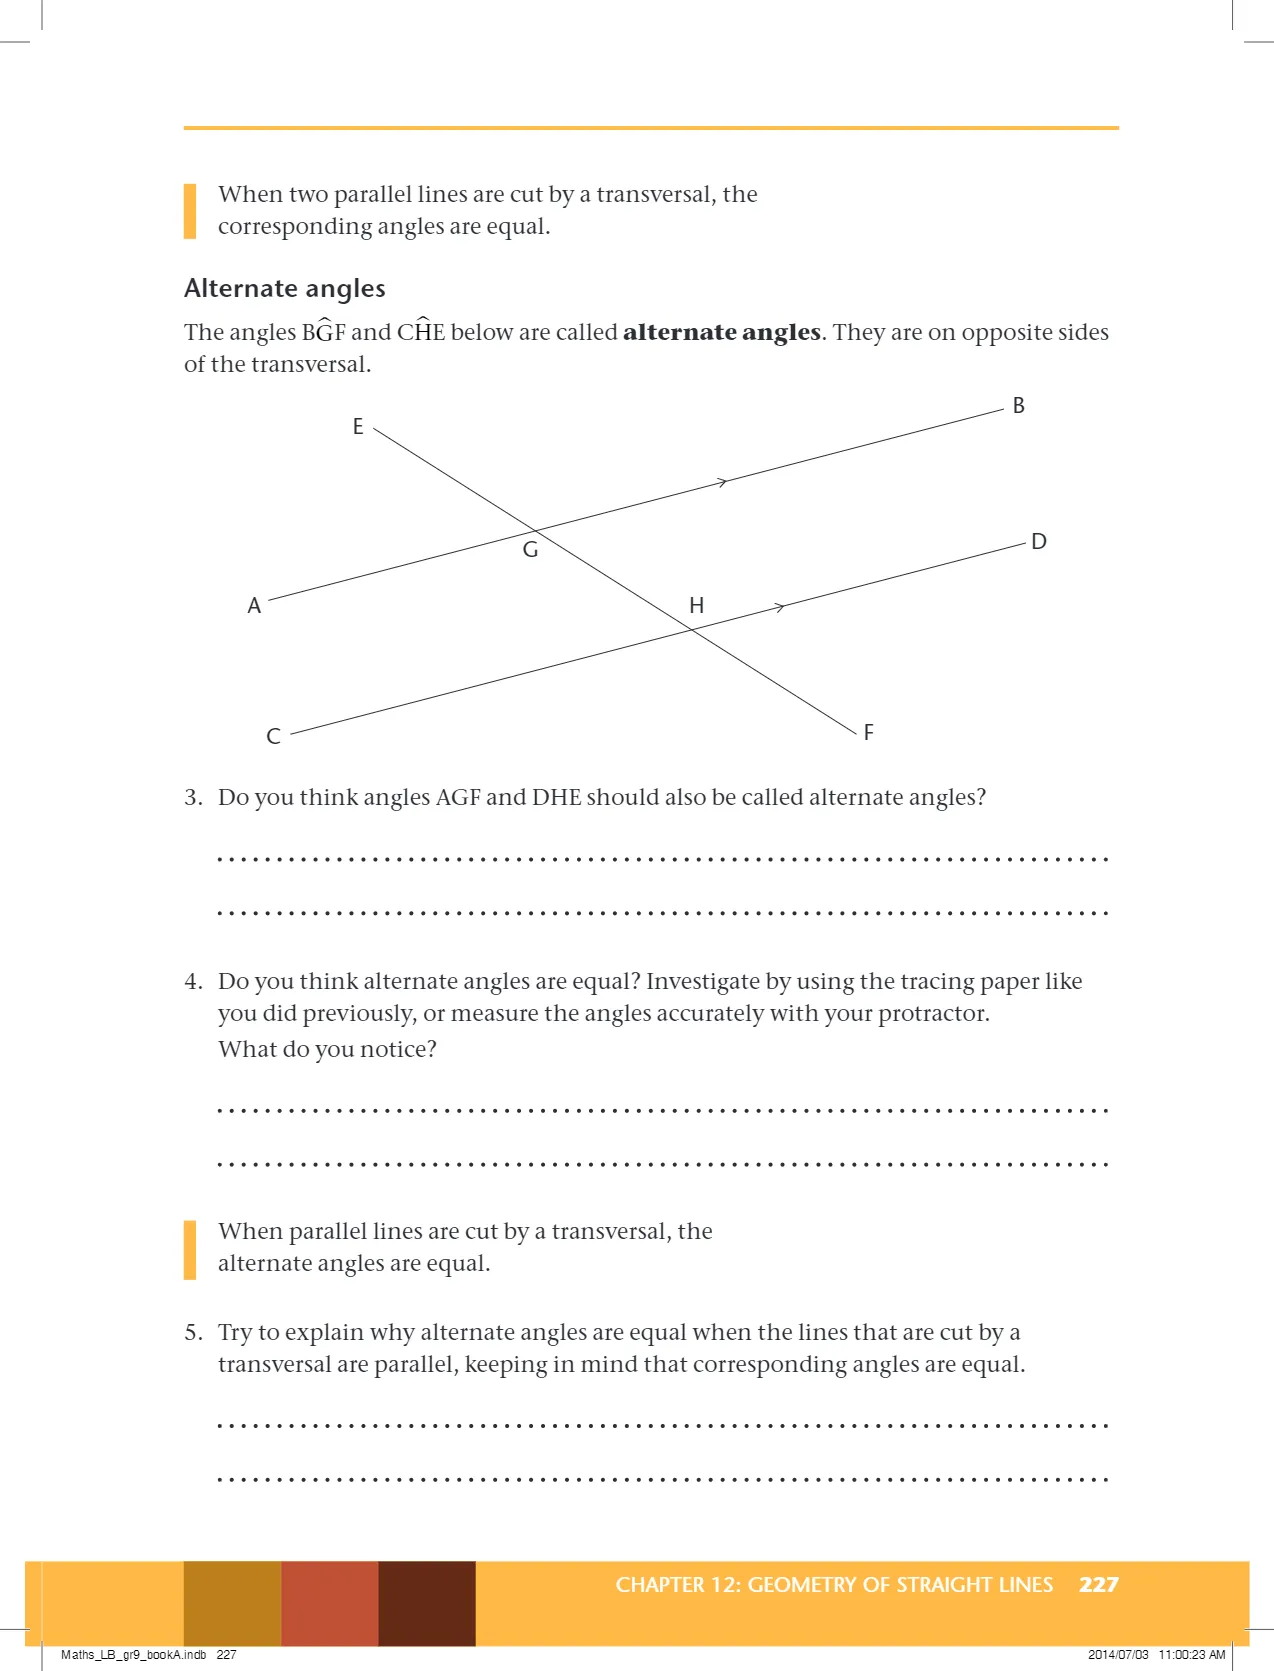 When two parallel lines are cut by a transversal, the
corresponding angles are equal.
Alternate angles
The angles BĜF and CĤE below are called alternate angles. They are on opposite sides
of the transversal.
B
E
D
G
A
H
C
F
3. Do you think angles AGF and DHE should also be called alternate angles?
4. Do you think alternate angles are equal? Investigate by using the tracing paper like
you did previously, or measure the angles accurately with your protractor.
What do you notice?
When parallel lines are cut by a transversal, the
alternate angles are equal.
5. Try to explain why alternate angles are equal when the lines that are cut by a
transversal are parallel, keeping in mind that corresponding angles are equal.
CHAPTER 12: GEOMETRY OF STRAIGHT LINES 227
Maths_LB_gr9_bookA.indb 227
2014/07/03 11:00:23 AM